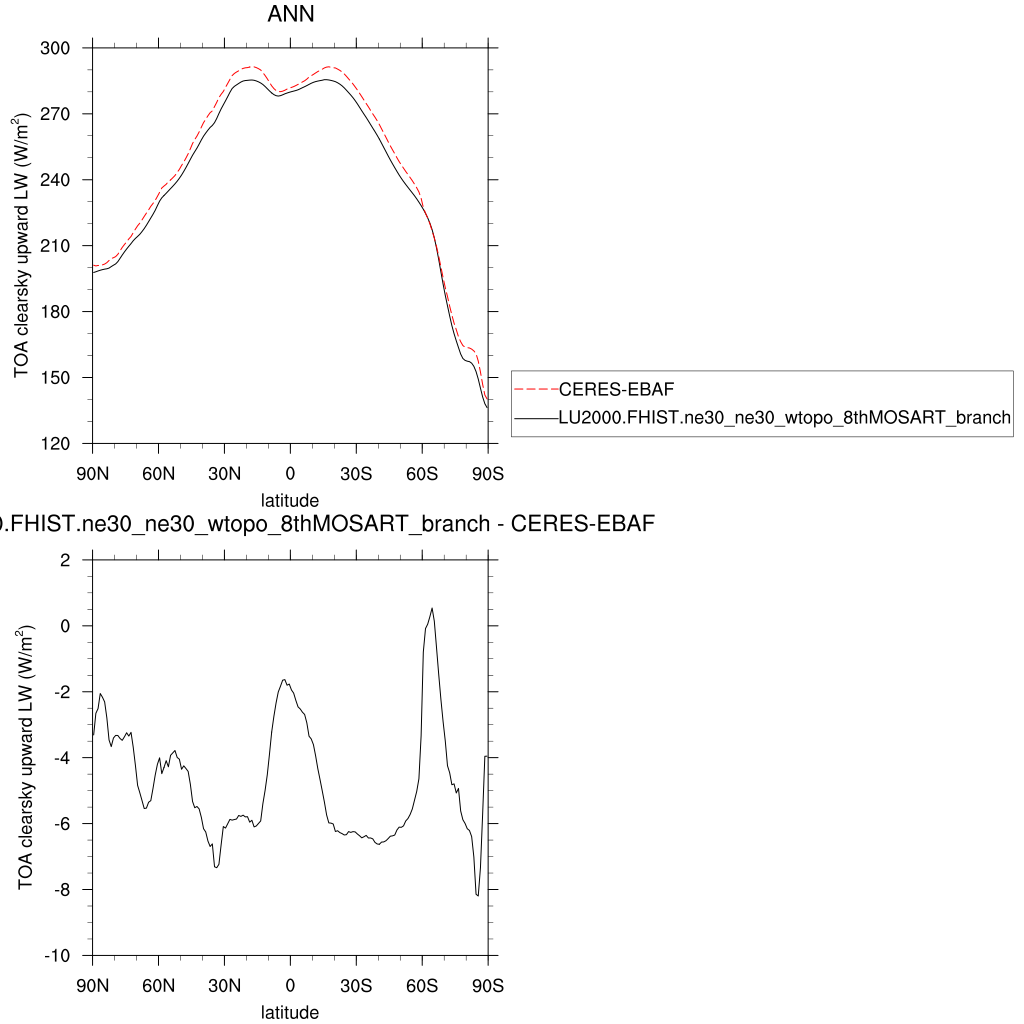 ANN
300
270
240
210
180
150
120
TOA clearsky upward LW (W/m²)
90N 60N 30N 0 30S 60S 90S
latitude
CERES-EBAF
LU2000.FHIST.ne30_ne30_wtopo_8thMOSART_branch
0.FHIST.ne30_ne30_wtopo_8thMOSART_branch - CERES-EBAF
2
0
-2
-4
-6
-8
-10
TOA clearsky upward LW (W/m²)
90N 60N 30N 0 30S 60S 90S
latitude